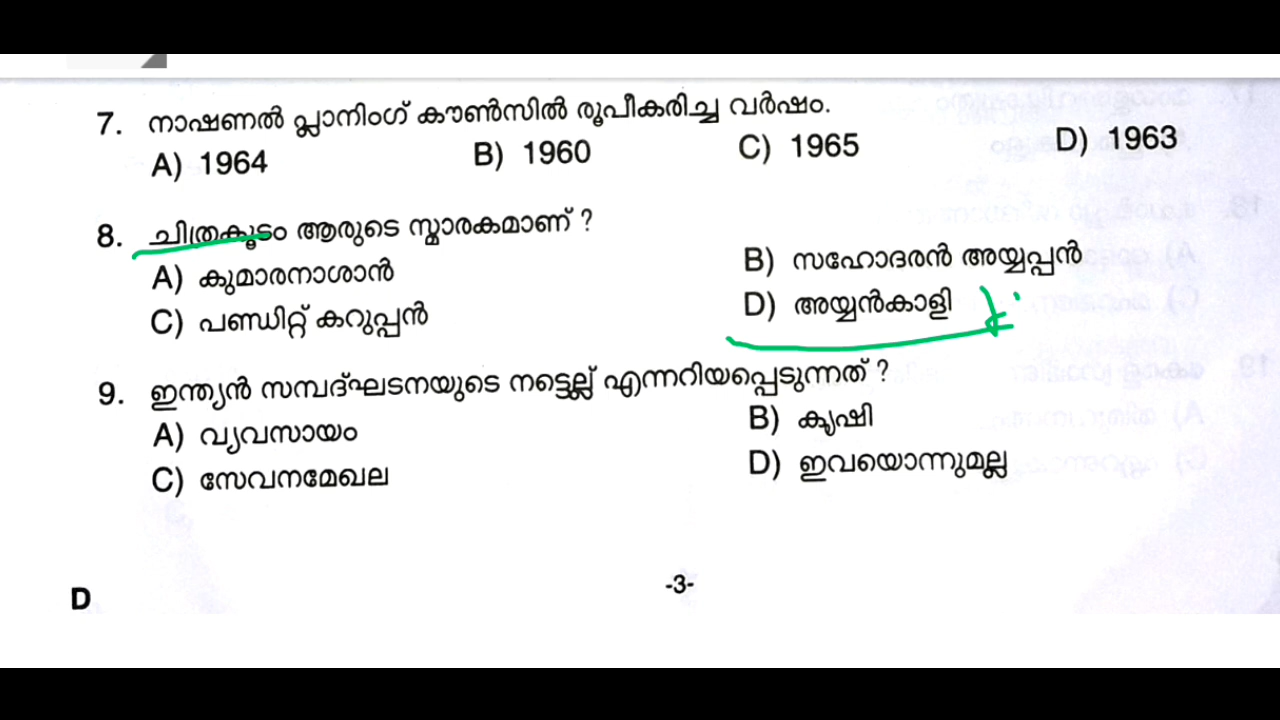 7. നാഷണൽ പ്ലാനിംഗ് കൗൺസിൽ രൂപീകരിച്ച വർഷം.
A) 1964 B) 1960 C) 1965 D) 1963
8. ചിത്രകൂടം ആരുടെ സ്മാരകമാണ് ?
A) കുമാരനാശാൻ B) സഹോദരൻ അയ്യപ്പൻ
C) പണ്ഡിറ്റ് കറുപ്പൻ D) അയ്യൻകാളി
9. ഇന്ത്യൻ സമ്പദ്ഘടനയുടെ നട്ടെല്ല് എന്നറിയപ്പെടുന്നത് ?
A) വ്യവസായം B) കൃഷി
C) സേവനമേഖല D) ഇവയൊന്നുമല്ല
D -3-